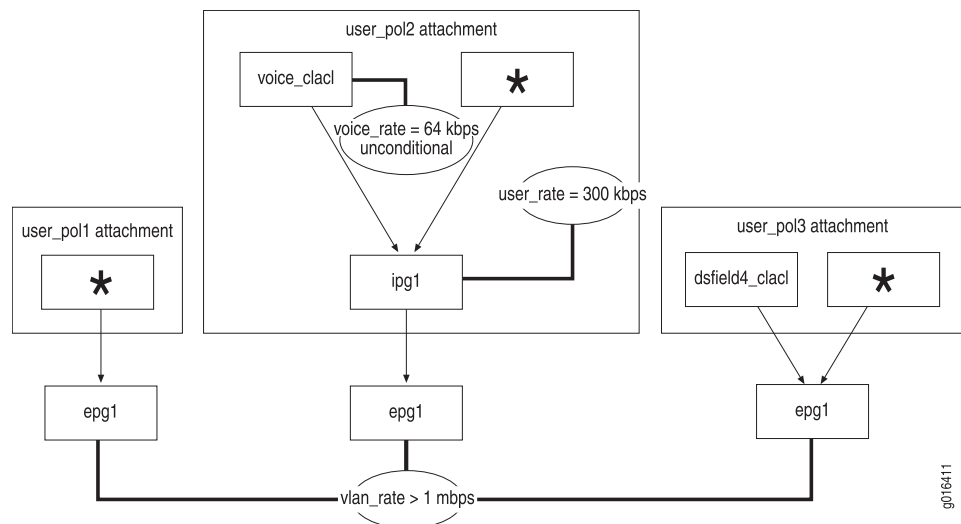 user_pol2 attachment
voice_clacl
*
voice_rate = 64 kbps
unconditional
user_rate = 300 kbps
user_pol1 attachment
*
ipg1
user_pol3 attachment
dsfield4_clacl
*
epg1
epg1
epg1
vlan_rate > 1 mbps
g016411